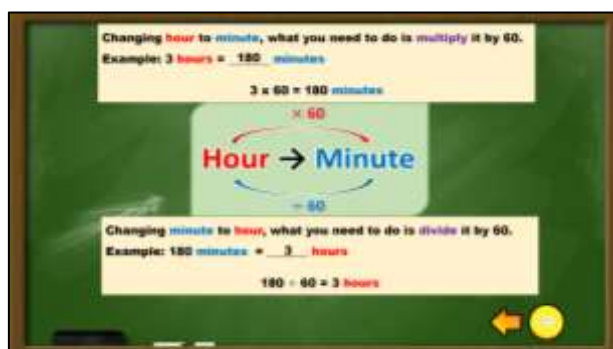 Changing hour to minute, what you need to do is multiply it by 60.
Example: 3 hours = __180__ minutes
3 x 60 = 180 minutes
× 60
Hour → Minute
÷ 60
Changing minute to hour, what you need to do is divide it by 60.
Example: 180 minutes = __3__ hours
180 ÷ 60 = 3 hours